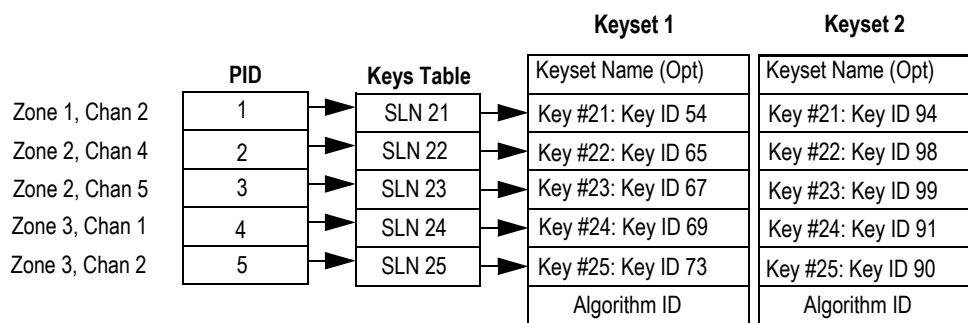 Keyset 1 Keyset 2
PID Keys Table Keyset Name (Opt) Keyset Name (Opt)
Zone 1, Chan 2 1 SLN 21 Key #21: Key ID 54 Key #21: Key ID 94
Zone 2, Chan 4 2 SLN 22 Key #22: Key ID 65 Key #22: Key ID 98
Zone 2, Chan 5 3 SLN 23 Key #23: Key ID 67 Key #23: Key ID 99
Zone 3, Chan 1 4 SLN 24 Key #24: Key ID 69 Key #24: Key ID 91
Zone 3, Chan 2 5 SLN 25 Key #25: Key ID 73 Key #25: Key ID 90
Algorithm ID Algorithm ID